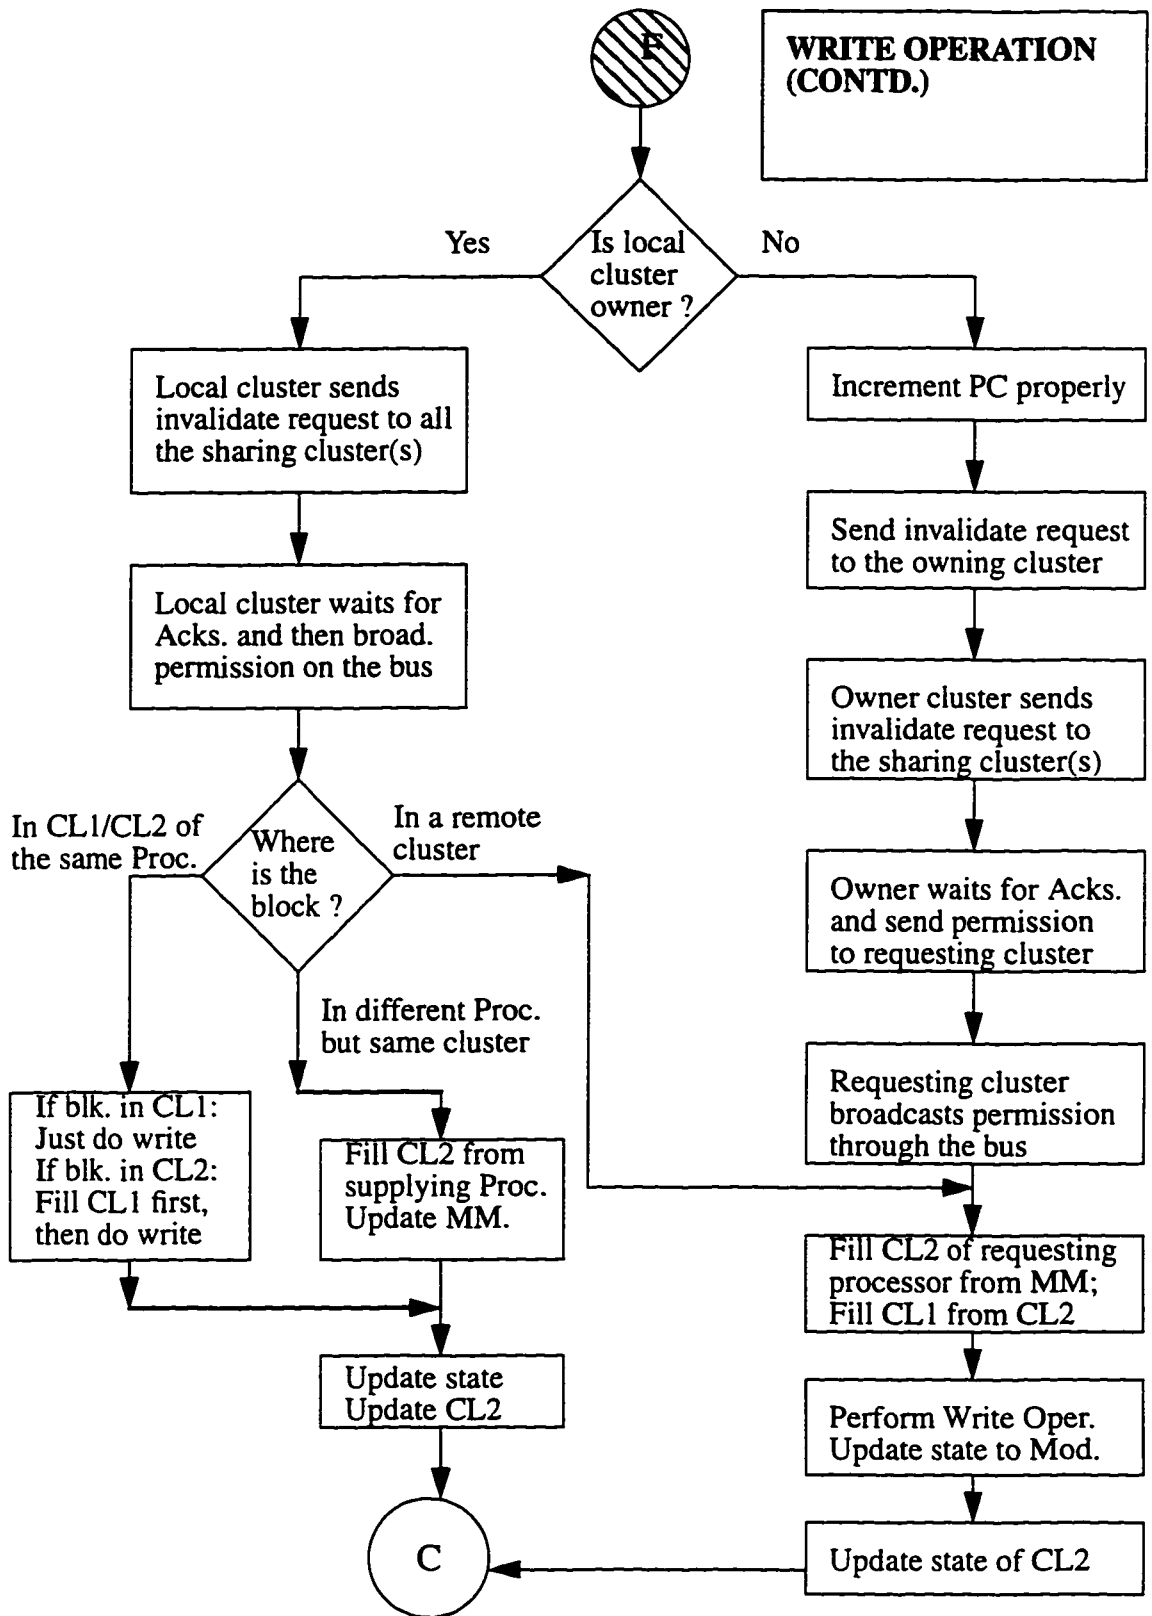 F
WRITE OPERATION
(CONTD.)
Yes
Is local
cluster
owner ?
No
Local cluster sends
invalidate request to all
the sharing cluster(s)
Increment PC properly
Send invalidate request
to the owning cluster
Local cluster waits for
Acks. and then broad.
permission on the bus
Owner cluster sends
invalidate request to
the sharing cluster(s)
In CL1/CL2 of
the same Proc.
Where
is the
block ?
In a remote
cluster
Owner waits for Acks.
and send permission
to requesting cluster
In different Proc.
but same cluster
Requesting cluster
broadcasts permission
through the bus
If blk. in CL1:
Just do write
If blk. in CL2:
Fill CL1 first,
then do write
Fill CL2 from
supplying Proc.
Update MM.
Fill CL2 of requesting
processor from MM;
Fill CL1 from CL2
Update state
Update CL2
Perform Write Oper.
Update state to Mod.
C
Update state of CL2